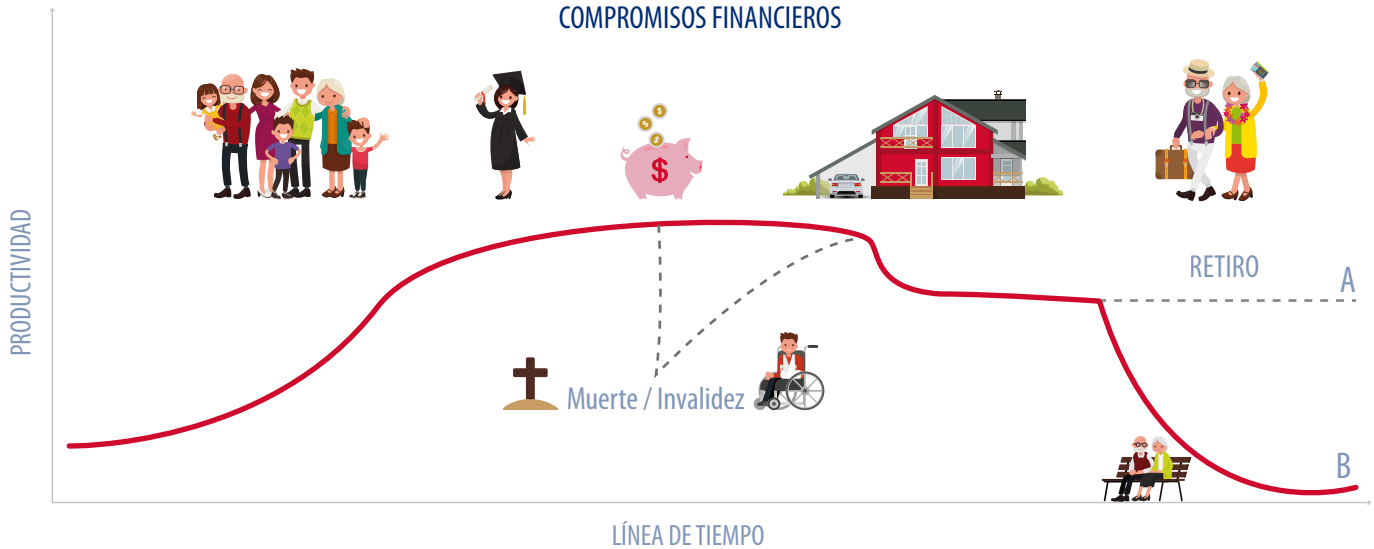 COMPROMISOS FINANCIEROS
$ $ $
$
PRODUCTIVIDAD
RETIRO
A
Muerte / Invalidez
B
LÍNEA DE TIEMPO